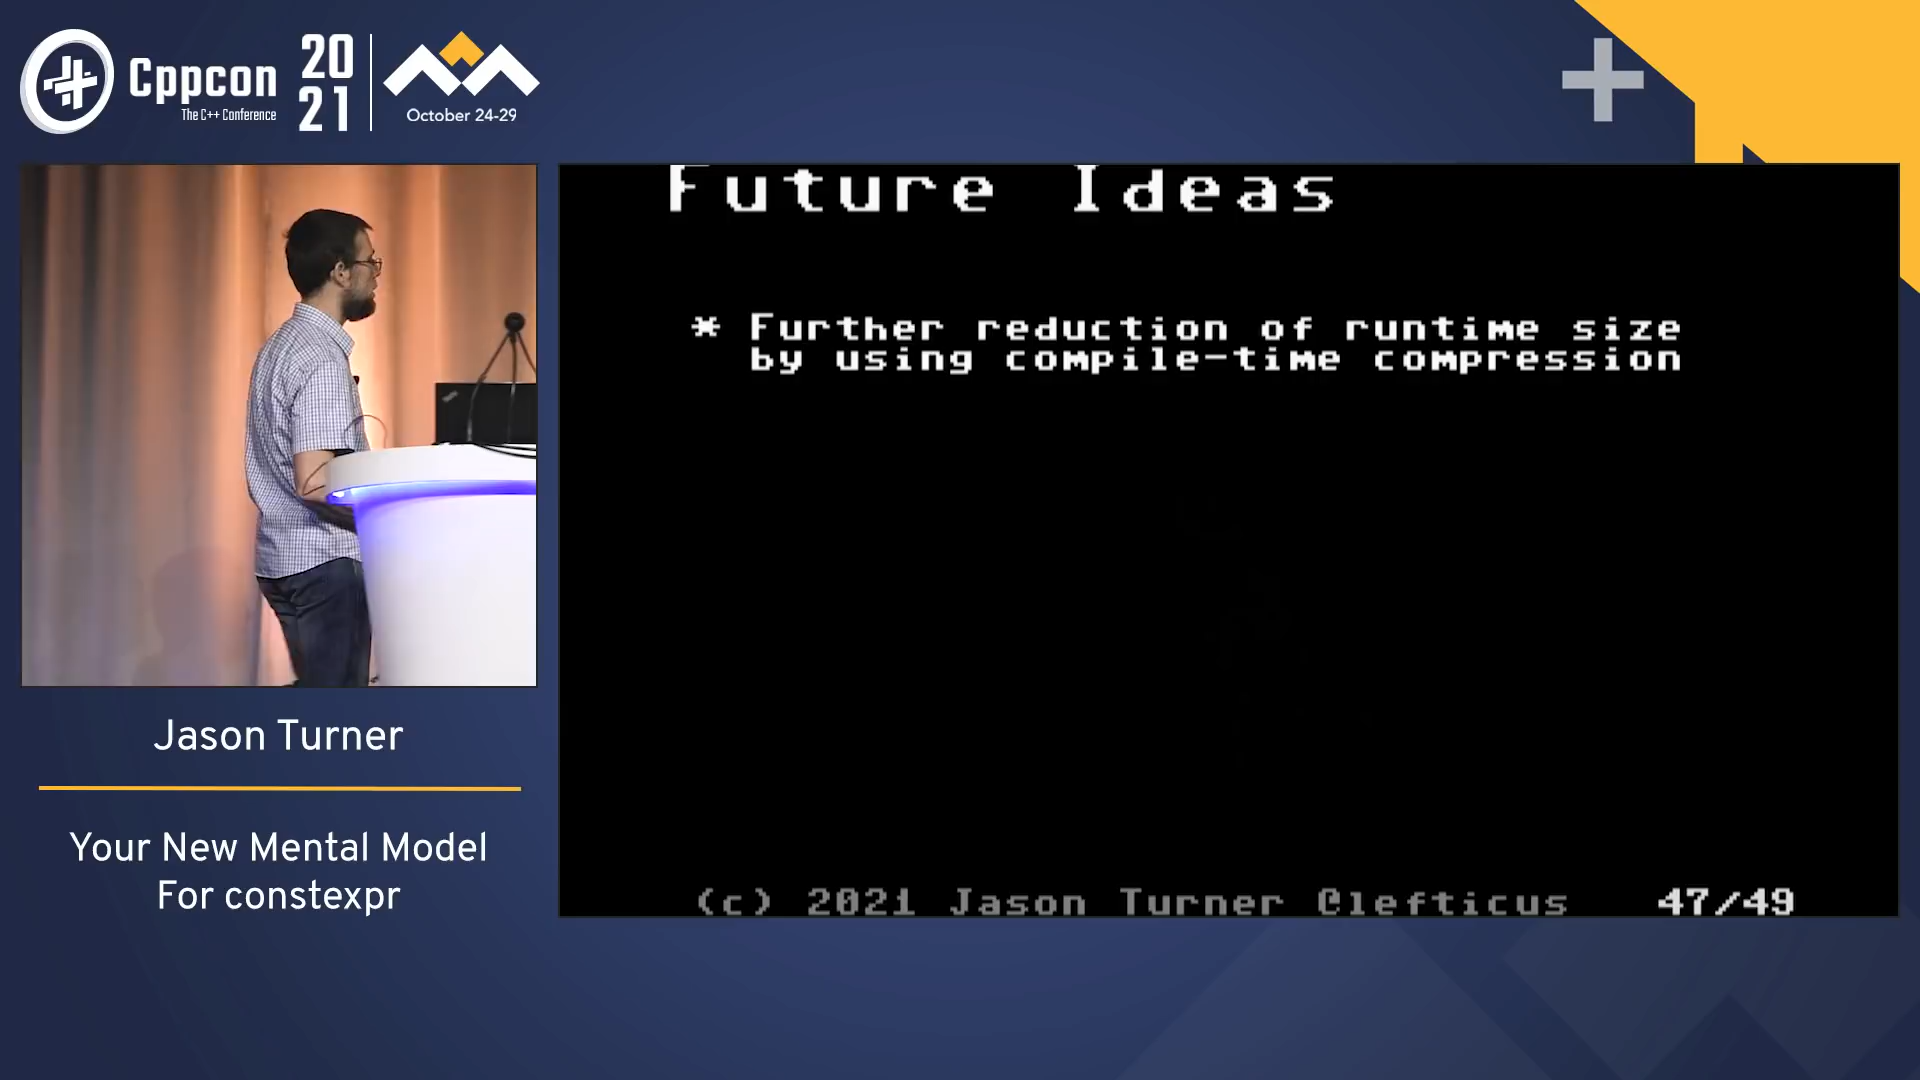 Cppcon
The C++ Conference
20
21
October 24-29
Future Ideas
* Further reduction of runtime size
by using compile-time compression
(c) 2021 Jason Turner @lefticus 47/49
Jason Turner
Your New Mental Model
For constexpr